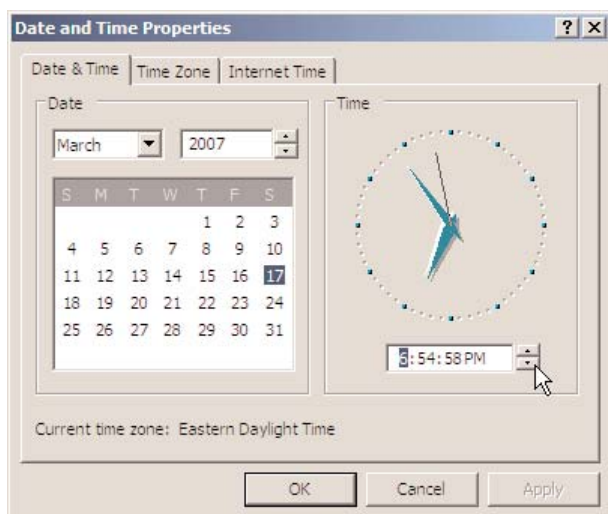 Date and Time Properties
Date & Time Time Zone Internet Time
Date
March 2007
S M T W T F S
1 2 3
4 5 6 7 8 9 10
11 12 13 14 15 16 17
18 19 20 21 22 23 24
25 26 27 28 29 30 31
Time
6:54:58 PM
Current time zone: Eastern Daylight Time
OK Cancel Apply